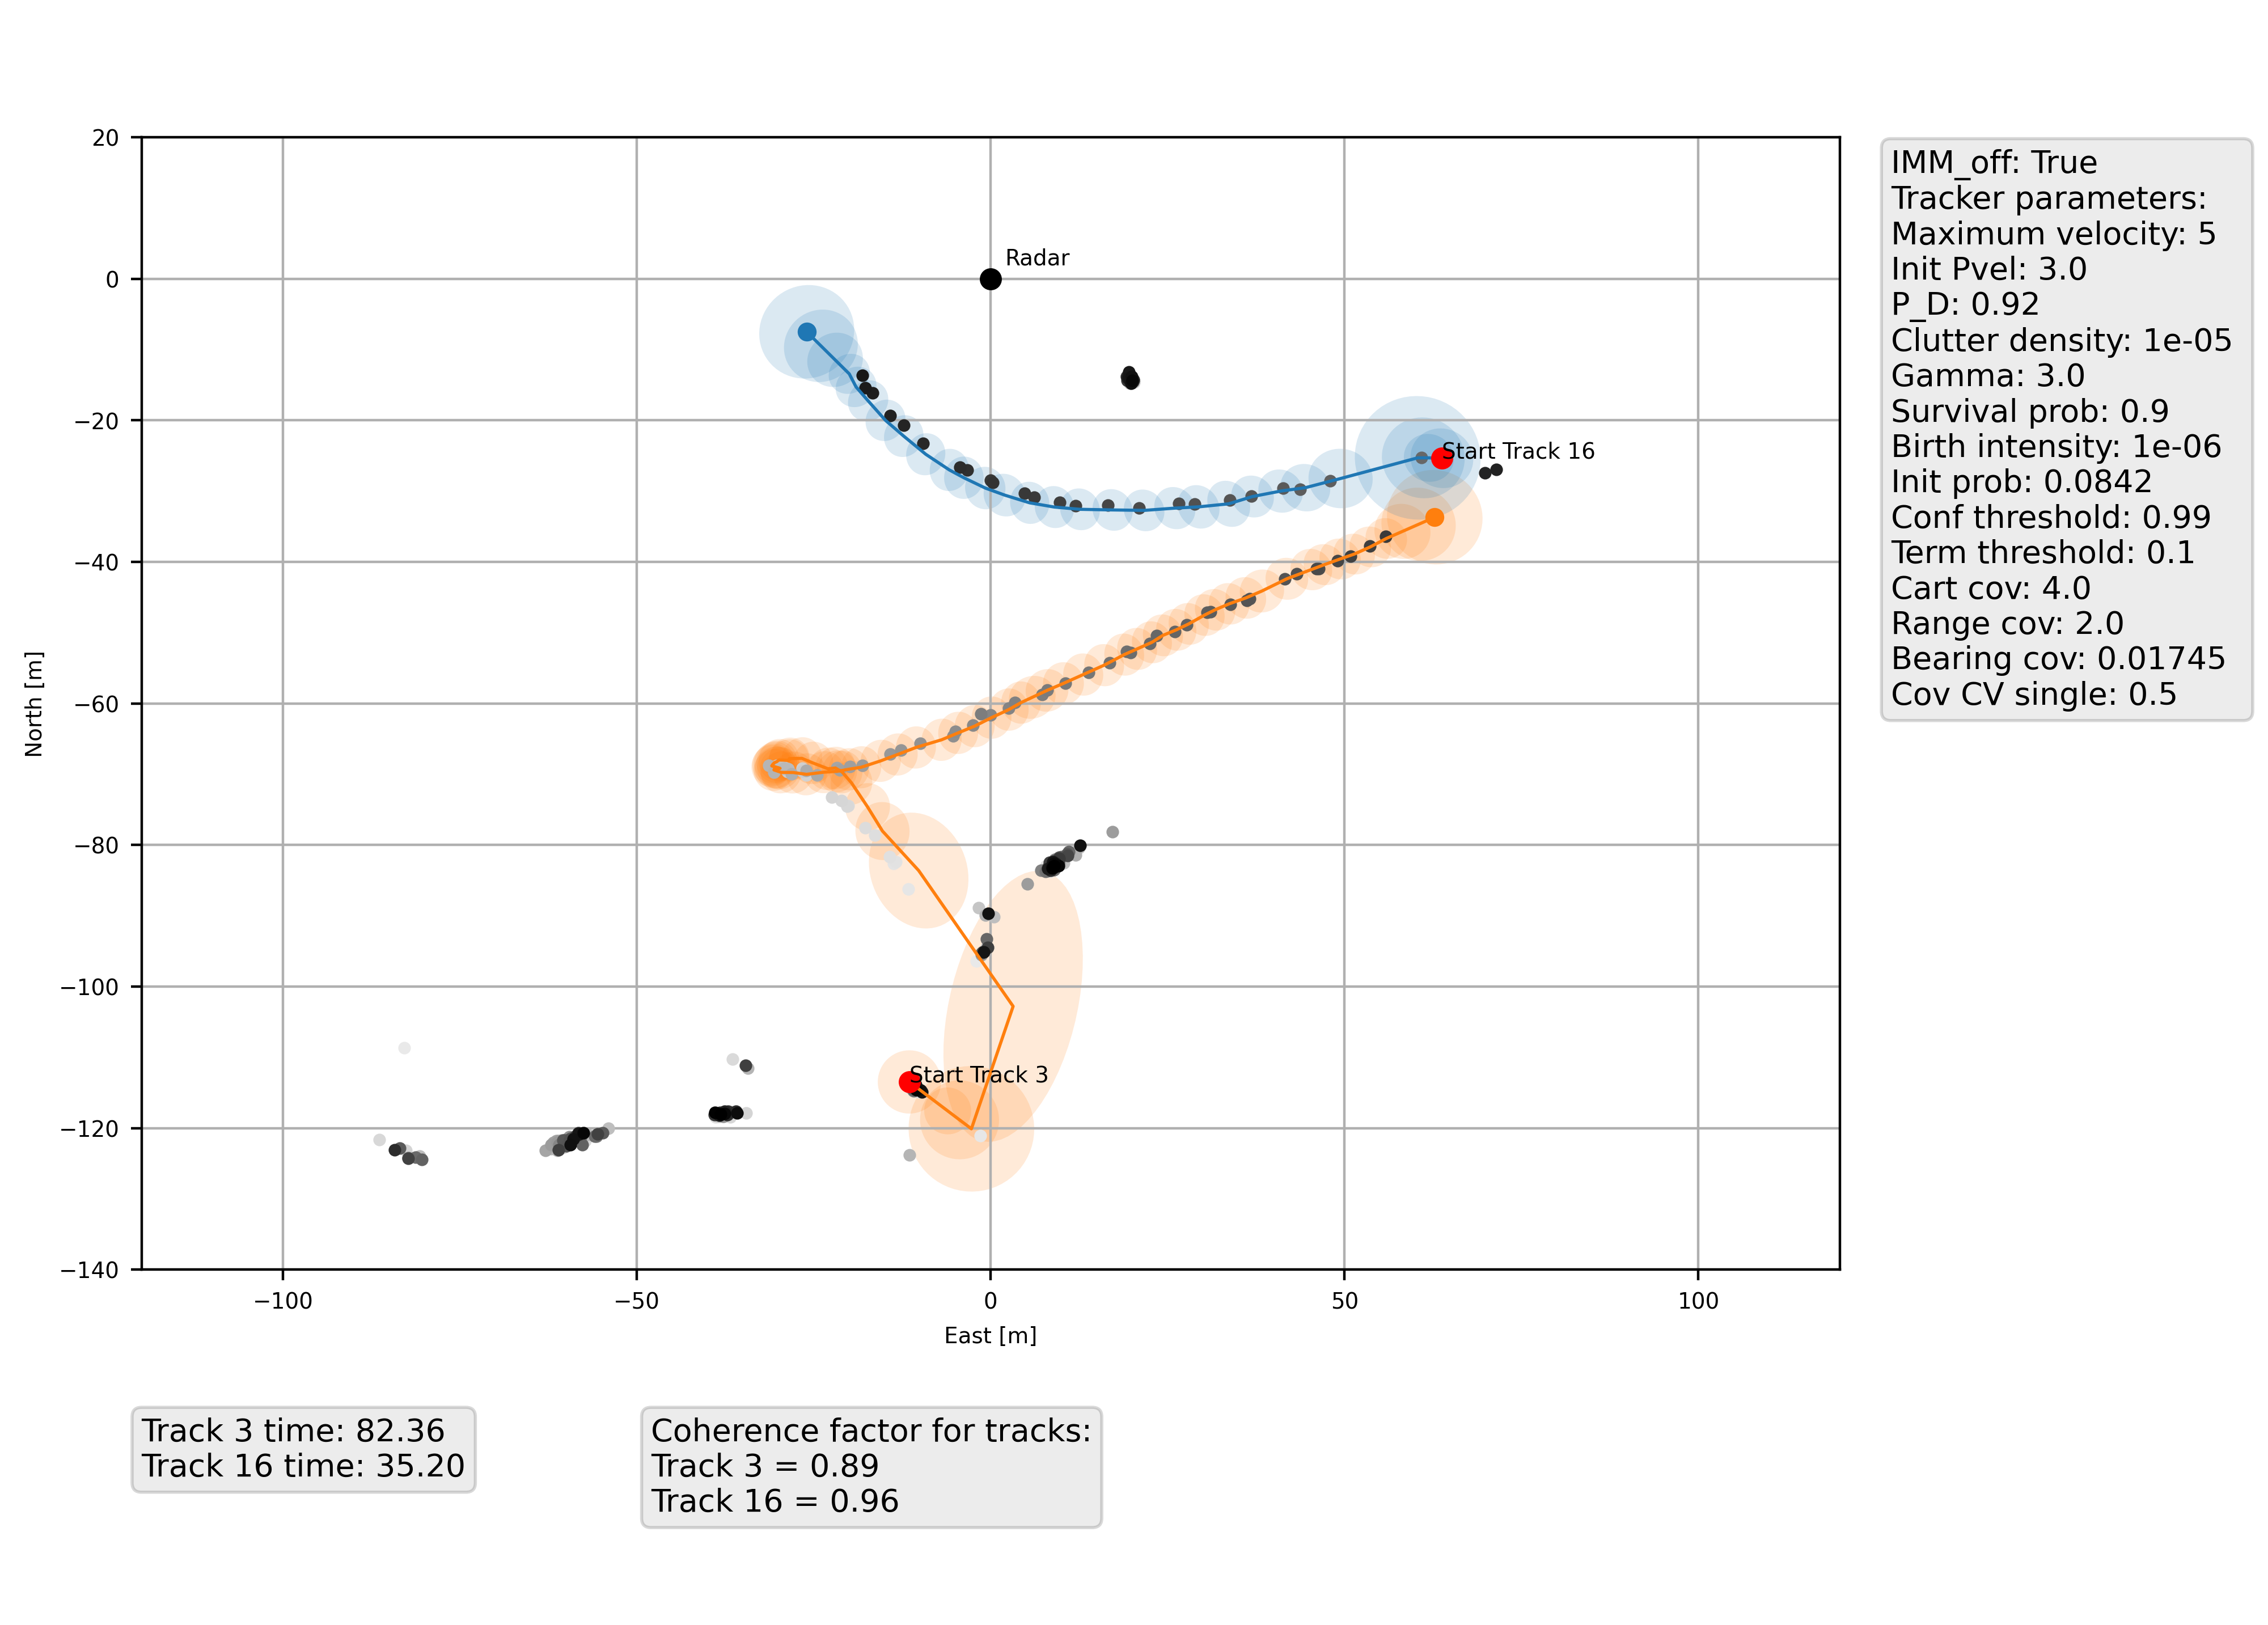 20
0
−20
−40
−60
−80
−100
−120
−140
North [m]
−100
−50
0
50
100
East [m]
Radar
Start Track 16
Start Track 3
IMM_off: True
Tracker parameters:
Maximum velocity: 5
Init Pvel: 3.0
P_D: 0.92
Clutter density: 1e-05
Gamma: 3.0
Survival prob: 0.9
Birth intensity: 1e-06
Init prob: 0.0842
Conf threshold: 0.99
Term threshold: 0.1
Cart cov: 4.0
Range cov: 2.0
Bearing cov: 0.01745
Cov CV single: 0.5
Track 3 time: 82.36
Track 16 time: 35.20
Coherence factor for tracks:
Track 3 = 0.89
Track 16 = 0.96